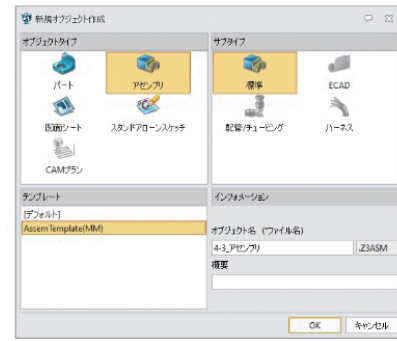 新規オブジェクト作成
オブジェクトタイプ
サブタイプ
パート
アセンブリ
図面シート
スタンドアローンスケッチ
CAMプラン
標準
ECAD
配管/チュービング
ハーネス
テンプレート
[デフォルト]
AssemTemplate(MM)
インフォメーション
オブジェクト名 (ファイル名)
4-3_アセンブリ
.Z3ASM
概要
OK
キャンセル